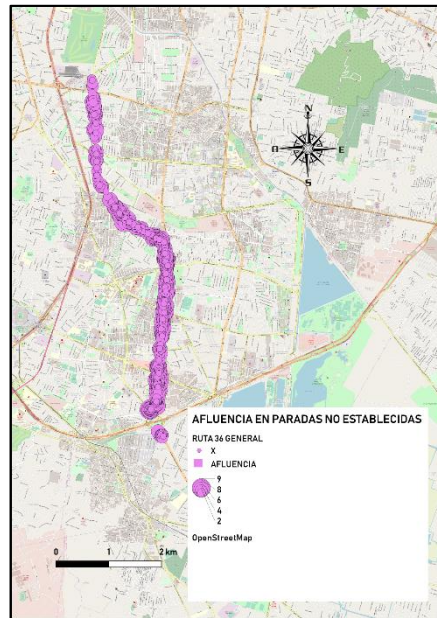 N
E
S
AFLUENCIA EN PARADAS NO ESTABLECIDAS
RUTA 36 GENERAL
X
AFLUENCIA
9
8
6
4
2
OpenStreetMap
0 1 2 km